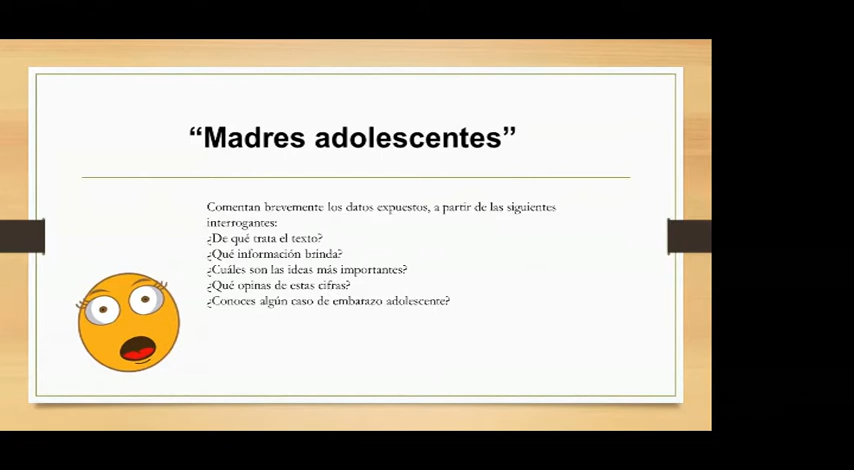 “Madres adolescentes”
Comentan brevemente los datos expuestos, a partir de las siguientes
interrogantes:
¿De qué trata el texto?
¿Qué información brinda?
¿Cuáles son las ideas más importantes?
¿Qué opinas de estas cifras?
¿Conoces algún caso de embarazo adolescente?